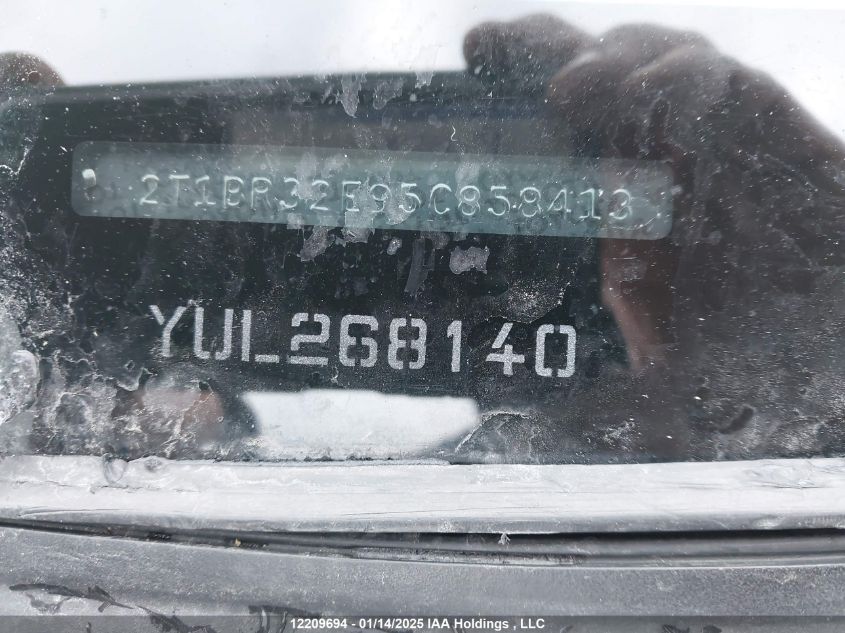 2T1BR32E95C858413
YUL268140
12209694 - 01/14/2025 IAA Holdings , LLC